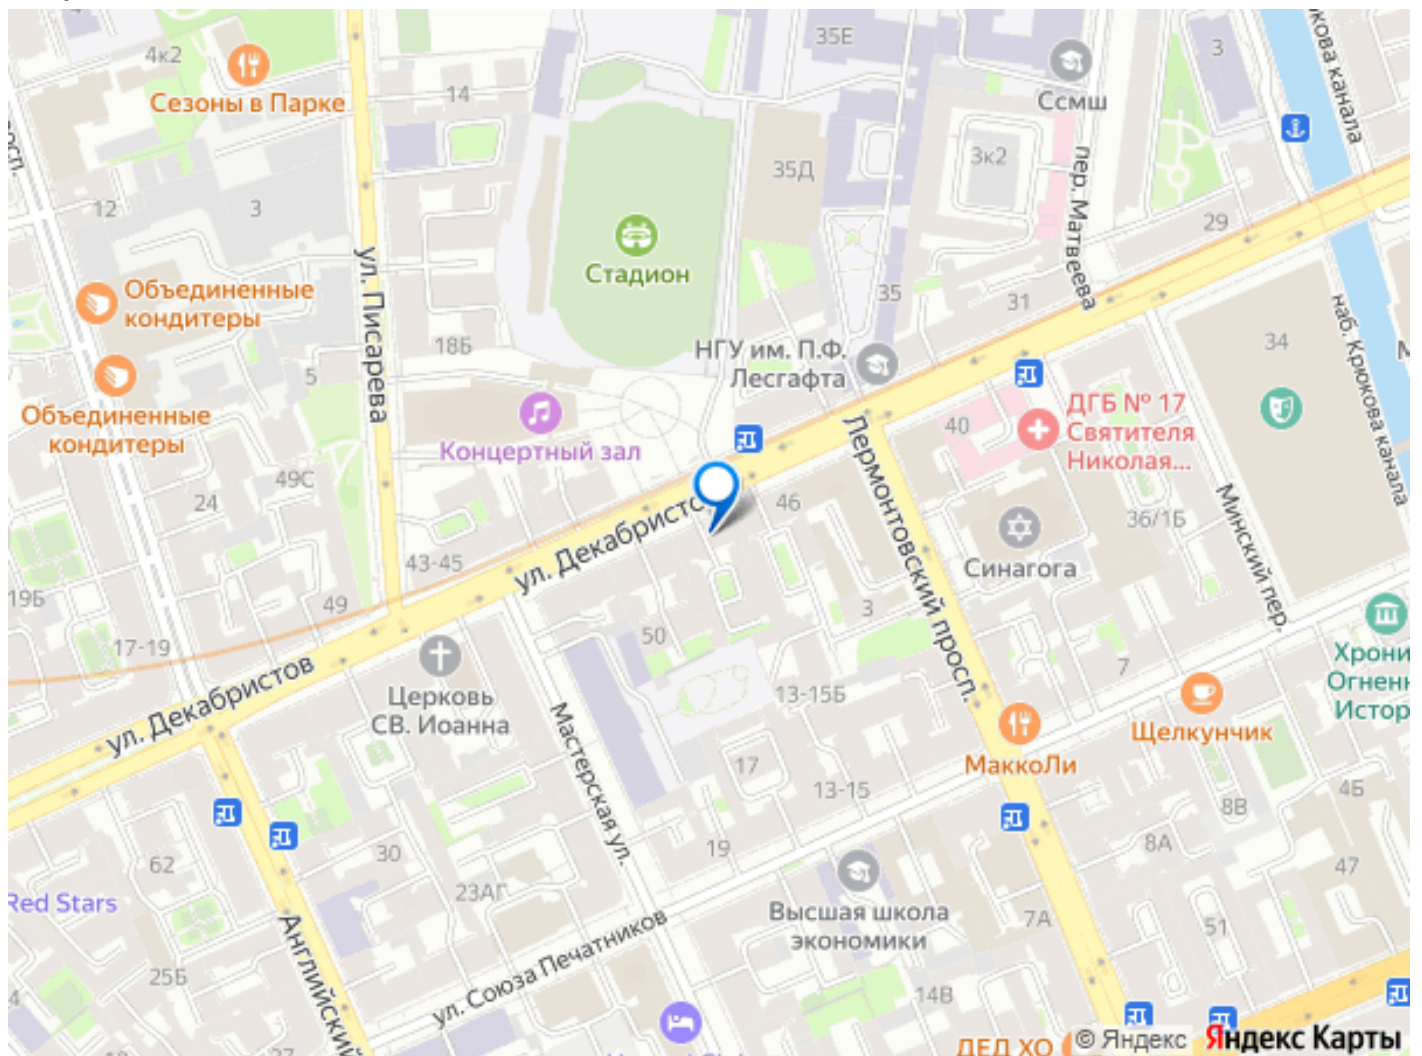 35Е
3
4к2
Сезоны в Парке
14
Ссмш
кова канала
3к2
35Д
пер. Матвеева
12
3
29
ул. Писарева
Стадион
Объединенные
кондитеры
35
31
наб. Крюкова канала
18Б
НГУ им. П.Ф.
Лесгафта
34
5
Объединенные
кондитеры
Концертный зал
40
ДГБ № 17
Святителя
Николая...
Лермонтовский просп.
49С
24
46
36/1Б
Минский пер.
ул. Декабристов
Синагога
43-45
19Б
49
3
50
17-19
7
Церковь
СВ. Иоанна
13-15Б
ул. Декабристов
Мастерская ул.
Щелкунчик
МаккоЛи
17
13-15
8В
4Б
30
19
8А
62
47
23АГ
Red Stars
Высшая школа
экономики
7А
51
Английский
ул. Союза Печатников
25Б
14В
ДЕД ХО
© Яндекс Яндекс Карты